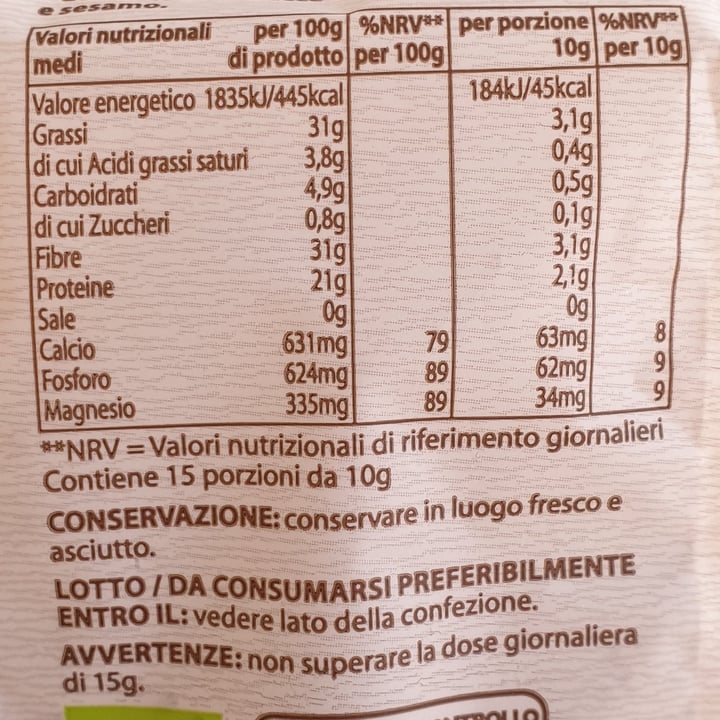 e sesamo.
Valori nutrizionali medi per 100g di prodotto %NRV** per 100g per porzione 10g %NRV** per 10g
Valore energetico 1835kJ/445kcal 184kJ/45kcal
Grassi 31g 3,1g
di cui Acidi grassi saturi 3,8g 0,4g
Carboidrati 4,9g 0,5g
di cui Zuccheri 0,8g 0,1g
Fibre 31g 3,1g
Proteine 21g 2,1g
Sale 0g 0g
Calcio 631mg 79 63mg 8
Fosforo 624mg 89 62mg 9
Magnesio 335mg 89 34mg 9
**NRV = Valori nutrizionali di riferimento giornalieri
Contiene 15 porzioni da 10g
CONSERVAZIONE: conservare in luogo fresco e
asciutto.
LOTTO / DA CONSUMARSI PREFERIBILMENTE
ENTRO IL: vedere lato della confezione.
AVVERTENZE: non superare la dose giornaliera
di 15g.